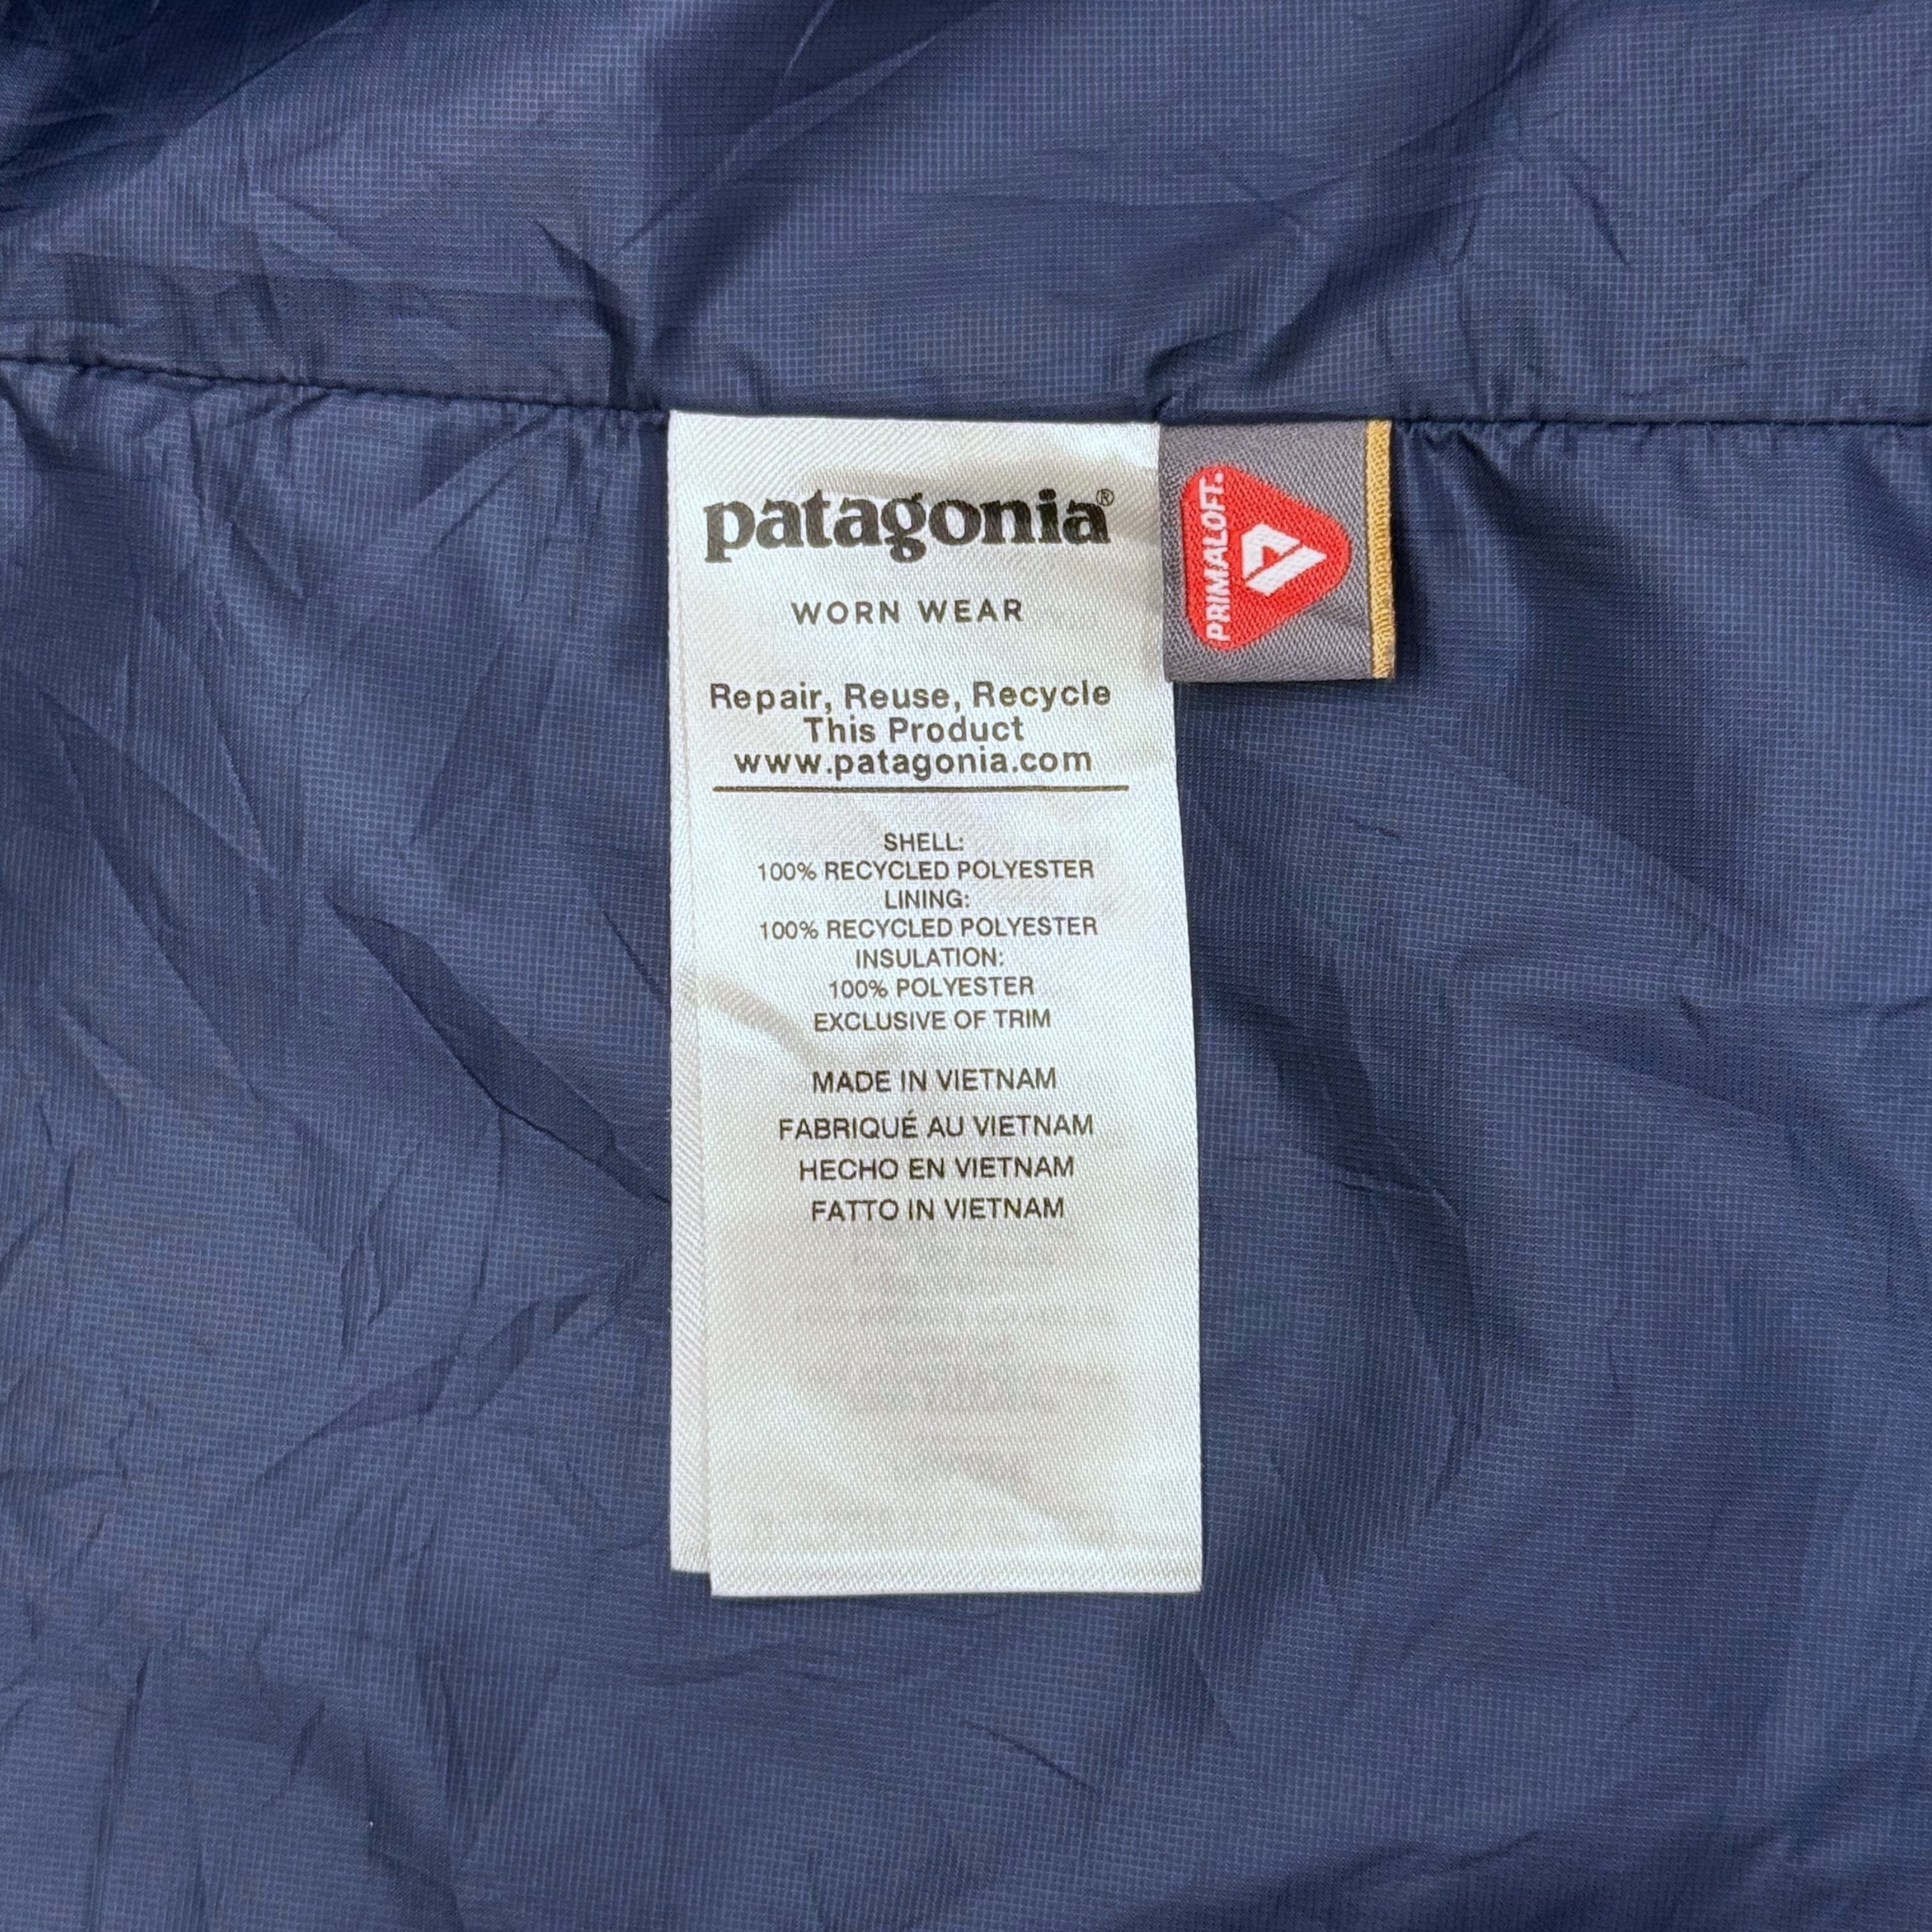 patagonia®
WORN WEAR
Repair, Reuse, Recycle
This Product
www.patagonia.com
SHELL:
100% RECYCLED POLYESTER
LINING:
100% RECYCLED POLYESTER
INSULATION:
100% POLYESTER
EXCLUSIVE OF TRIM
MADE IN VIETNAM
FABRIQUÉ AU VIETNAM
HECHO EN VIETNAM
FATTO IN VIETNAM
PRIMALOFT.